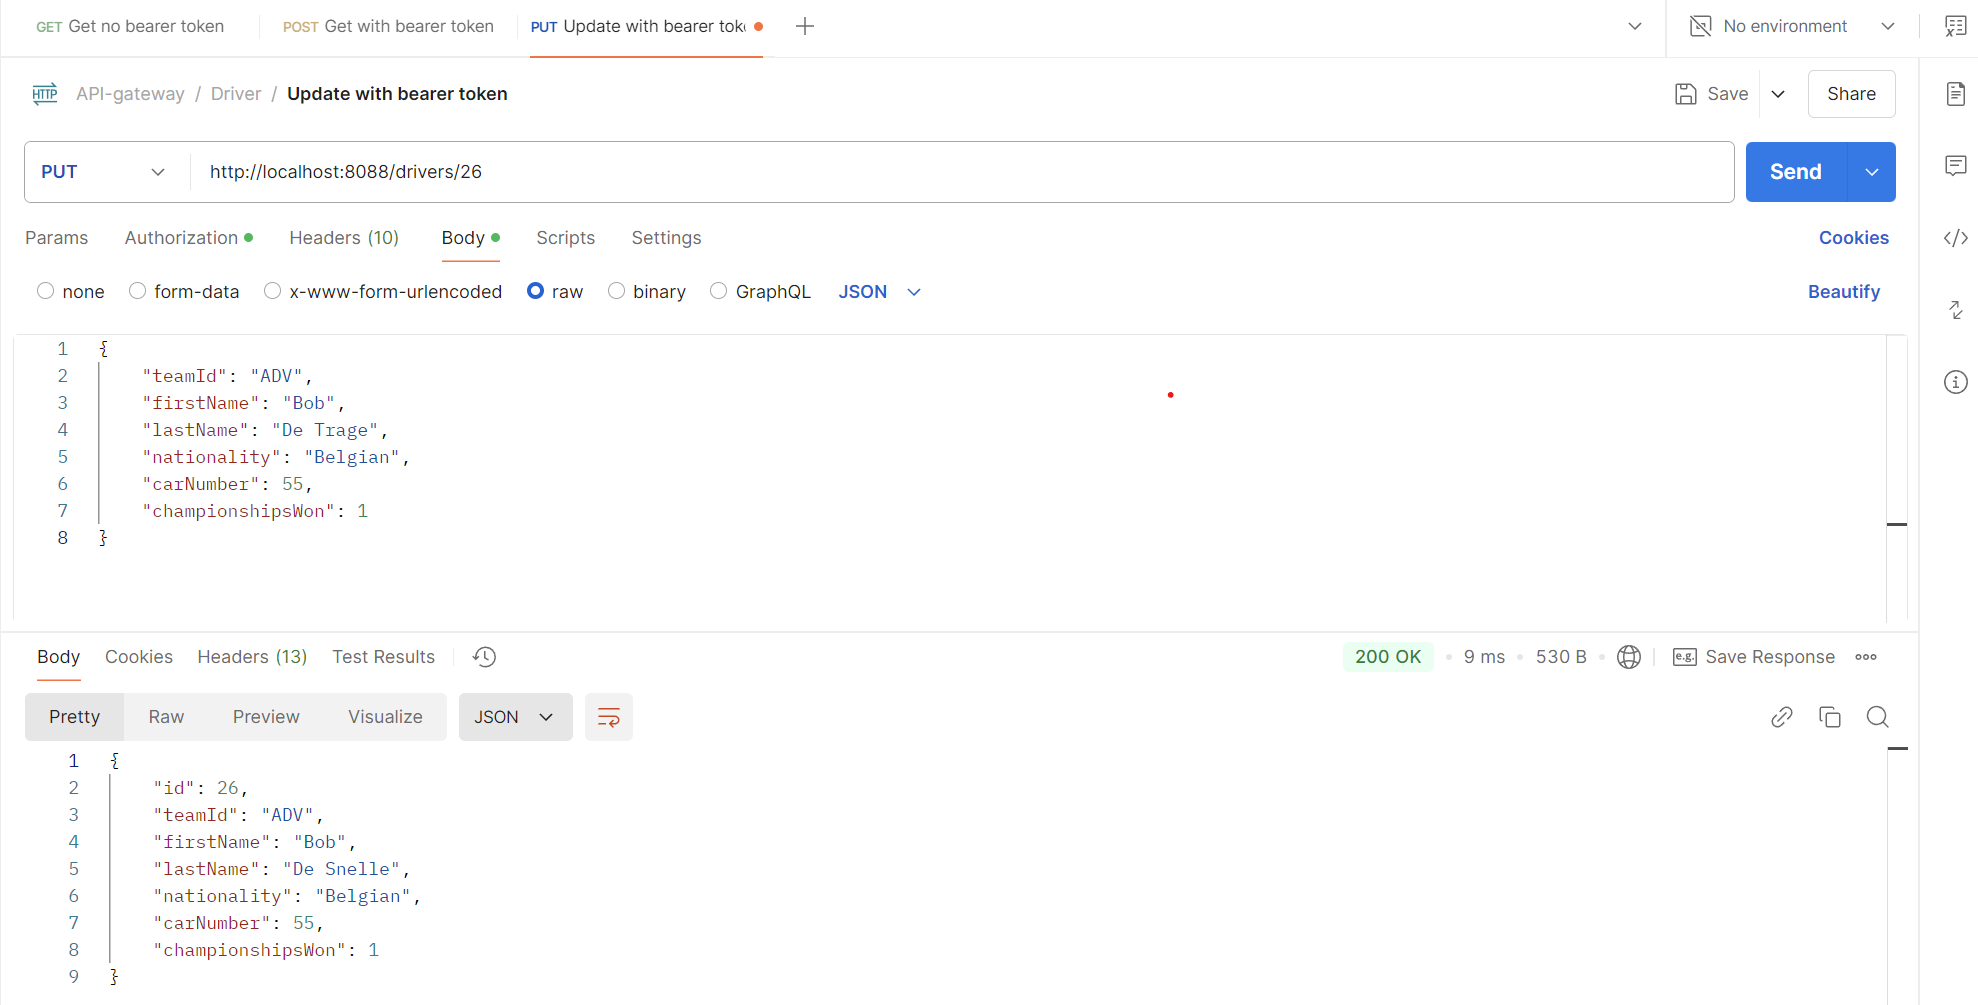 GET Get no bearer token
POST Get with bearer token
PUT Update with bearer tok
No environment
HTTP API-gateway / Driver / Update with bearer token
Save
Share
PUT http://localhost:8088/drivers/26
Send
Params Authorization Headers (10) Body Scripts Settings Cookies
none form-data x-www-form-urlencoded raw binary GraphQL JSON Beautify
1 {
2 "teamId": "ADV",
3 "firstName": "Bob",
4 "lastName": "De Trage",
5 "nationality": "Belgian",
6 "carNumber": 55,
7 "championshipsWon": 1
8 }
Body Cookies Headers (13) Test Results 200 OK 9 ms 530 B e.g. Save Response
Pretty Raw Preview Visualize JSON
1 {
2 "id": 26,
3 "teamId": "ADV",
4 "firstName": "Bob",
5 "lastName": "De Snelle",
6 "nationality": "Belgian",
7 "carNumber": 55,
8 "championshipsWon": 1
9 }